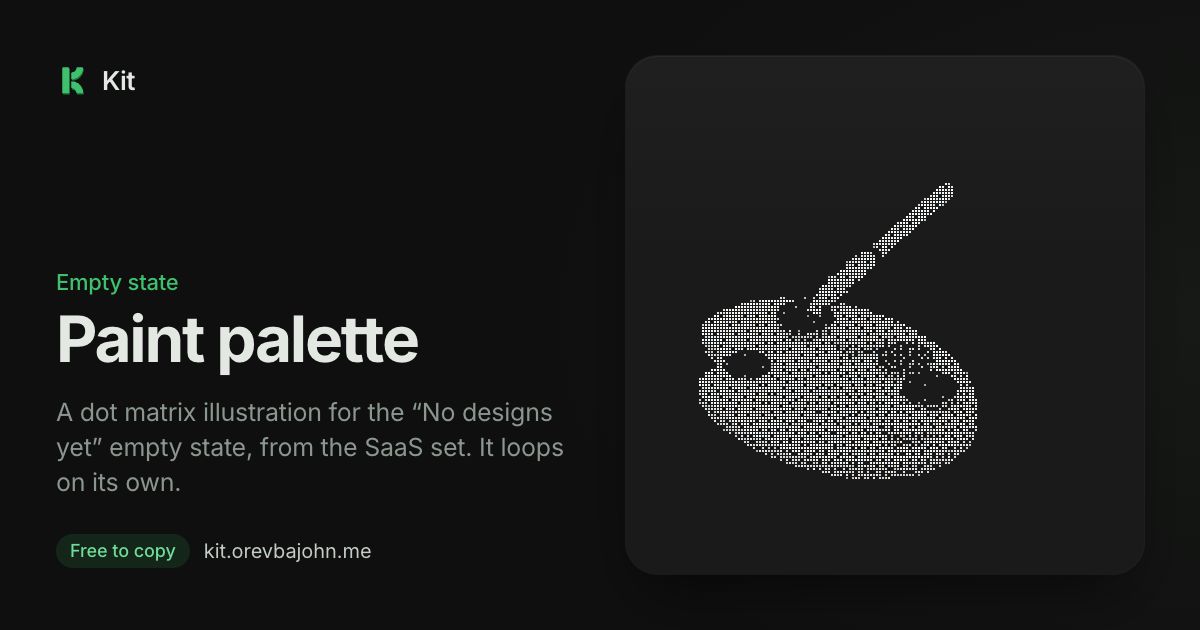 Kit
Empty state
Paint palette
A dot matrix illustration for the “No designs
yet” empty state, from the SaaS set. It loops
on its own.
Free to copy
kit.orevbajohn.me